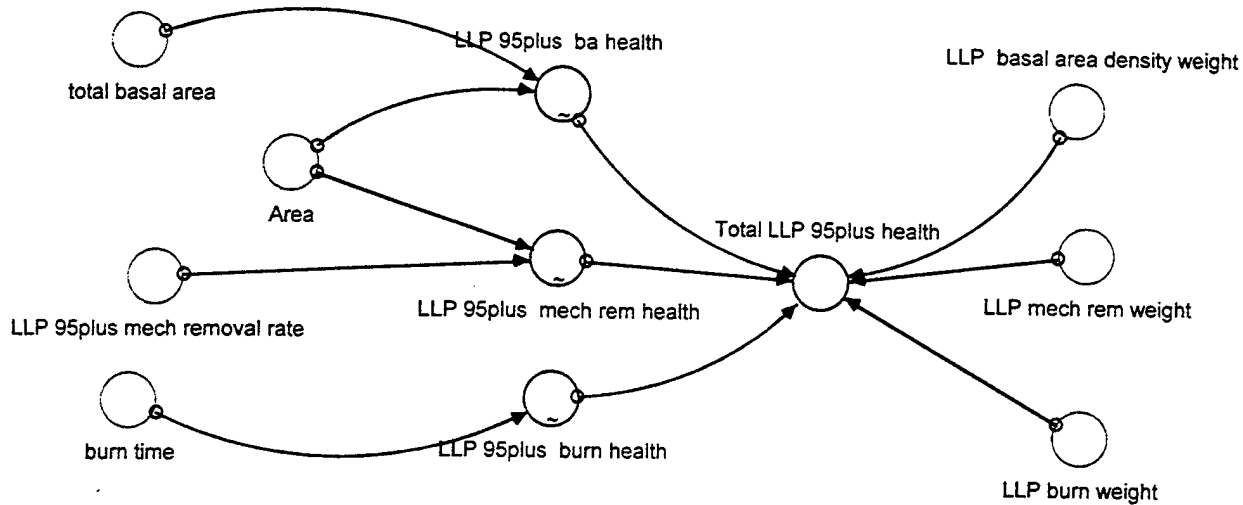 LLP 95plus ba health
LLP basal area density weight
total basal area
Area
Total LLP 95plus health
~
~
LLP 95plus mech rem health
LLP mech rem weight
LLP 95plus mech removal rate
~
burn time
LLP 95plus burn health
LLP burn weight